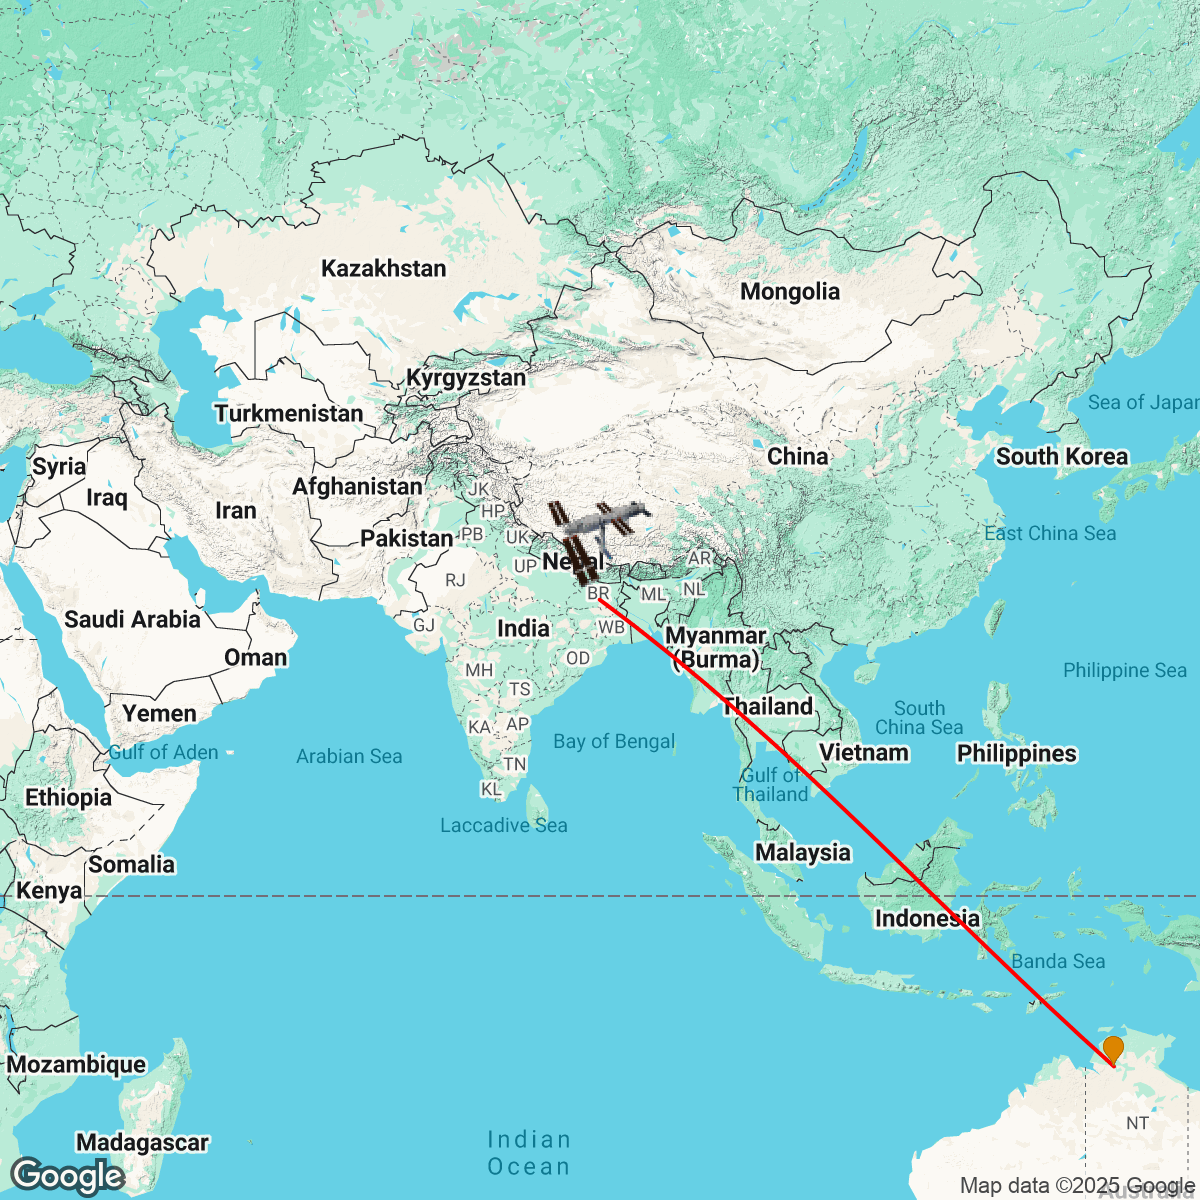 Kazakhstan
Mongolia
Kyrgyzstan
Sea of Japan
Turkmenistan
China
South Korea
Syria
Afghanistan
JK
Iraq
Iran
HP
Pakistan
PB
UK
East China Sea
UP
Nepal
AR
RJ
BR
ML
NL
Saudi Arabia
GJ
India
WB
Myanmar
(Burma)
Oman
OD
MH
Philippine Sea
TS
Yemen
Thailand
South
China Sea
KA
AP
Gulf of Aden
Arabian Sea
Bay of Bengal
Vietnam
Philippines
TN
Gulf of
Thailand
KL
Ethiopia
Laccadive Sea
Malaysia
Somalia
Kenya
Indonesia
Banda Sea
Mozambique
NT
Madagascar
Indian
Ocean
Google
Map data ©2025 Google
Australia